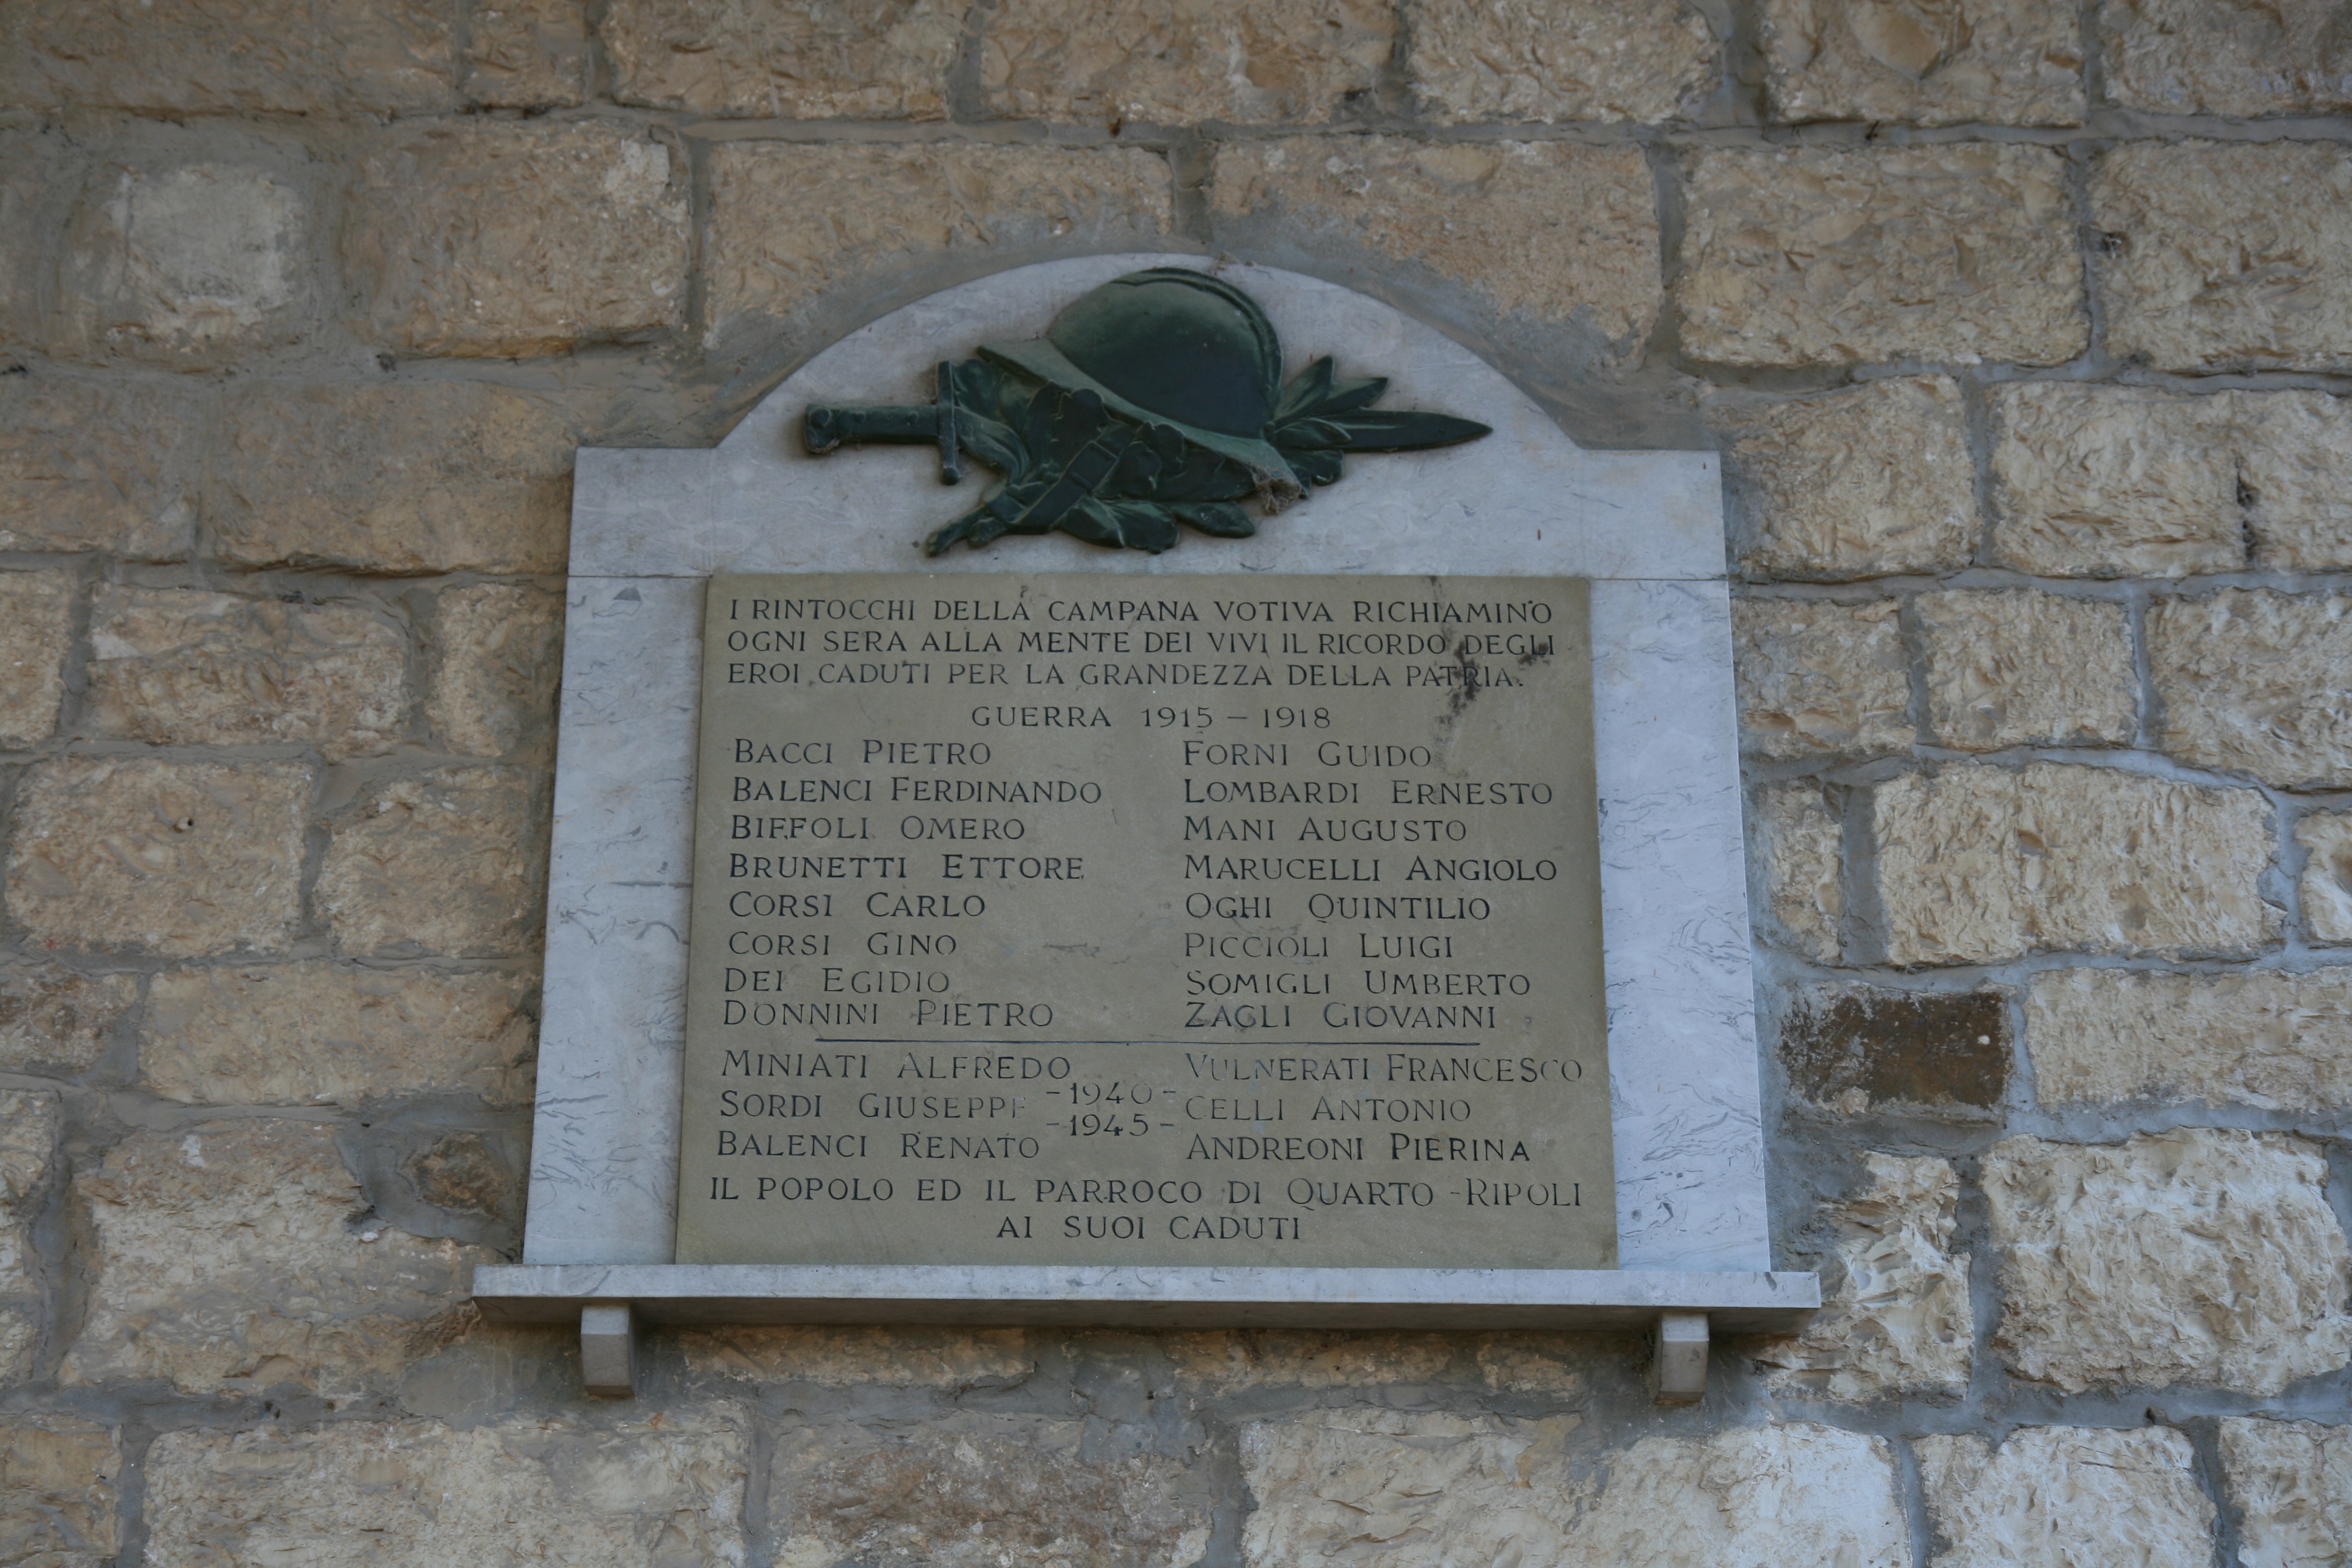 I RINTOCCHI DELLA CAMPANA VOTIVA RICHIAMINO
OGNI SERA ALLA MENTE DEI VIVI IL RICORDO DEGLI
EROI CADUTI PER LA GRANDEZZA DELLA PATRIA.
GUERRA 1915 - 1918
BACCI PIETRO
BALENCI FERDINANDO
BIFFOLI OMERO
BRUNETTI ETTORE
CORSI CARLO
CORSI GINO
DEI EGIDIO
DONNINI PIETRO
FORNI GUIDO
LOMBARDI ERNESTO
MANI AUGUSTO
MARUCELLI ANGIOLO
OGHI QUINTILIO
PICCIOLI LUIGI
SOMIGLI UMBERTO
ZAGLI GIOVANNI
MINIATI ALFREDO
SORDI GIUSEPPE
BALENCI RENATO
-1940-
-1945-
VULNERATI FRANCESCO
CELLI ANTONIO
ANDREONI PIERINA
IL POPOLO ED IL PARROCO DI QUARTO - RIPOLI
AI SUOI CADUTI